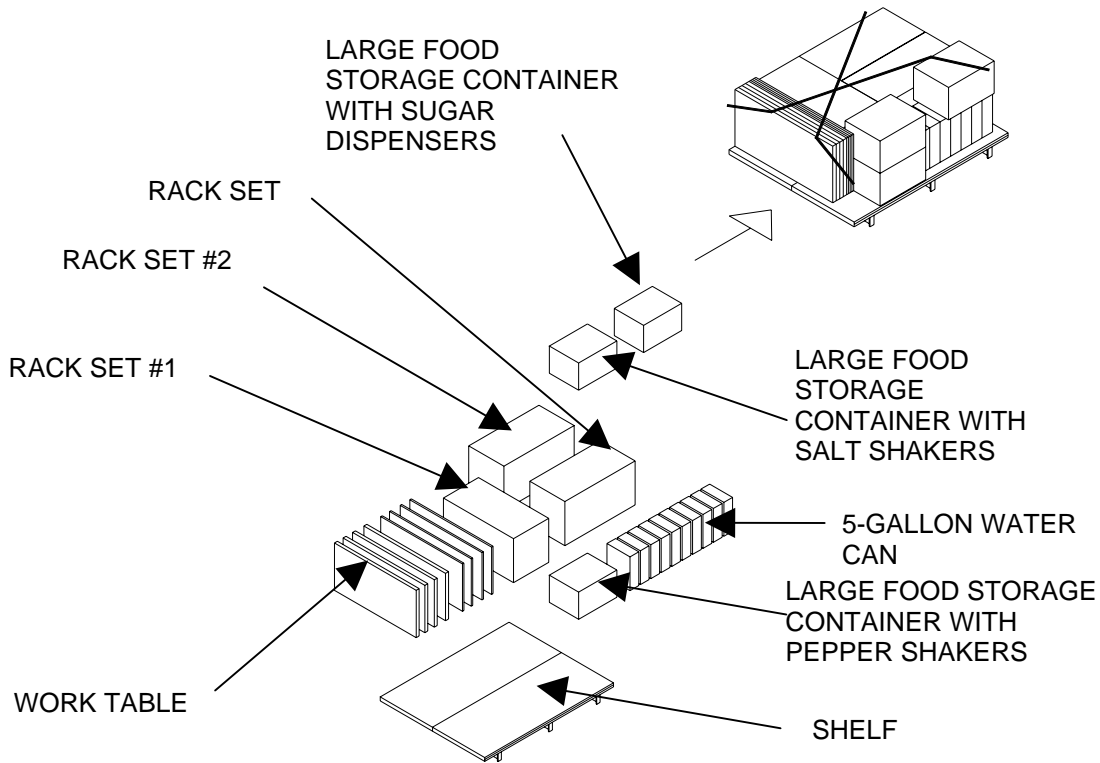 LARGE FOOD
STORAGE CONTAINER
WITH SUGAR
DISPENSERS
RACK SET
RACK SET #2
RACK SET #1
LARGE FOOD
STORAGE
CONTAINER WITH
SALT SHAKERS
5-GALLON WATER
CAN
LARGE FOOD STORAGE
CONTAINER WITH
PEPPER SHAKERS
WORK TABLE
SHELF